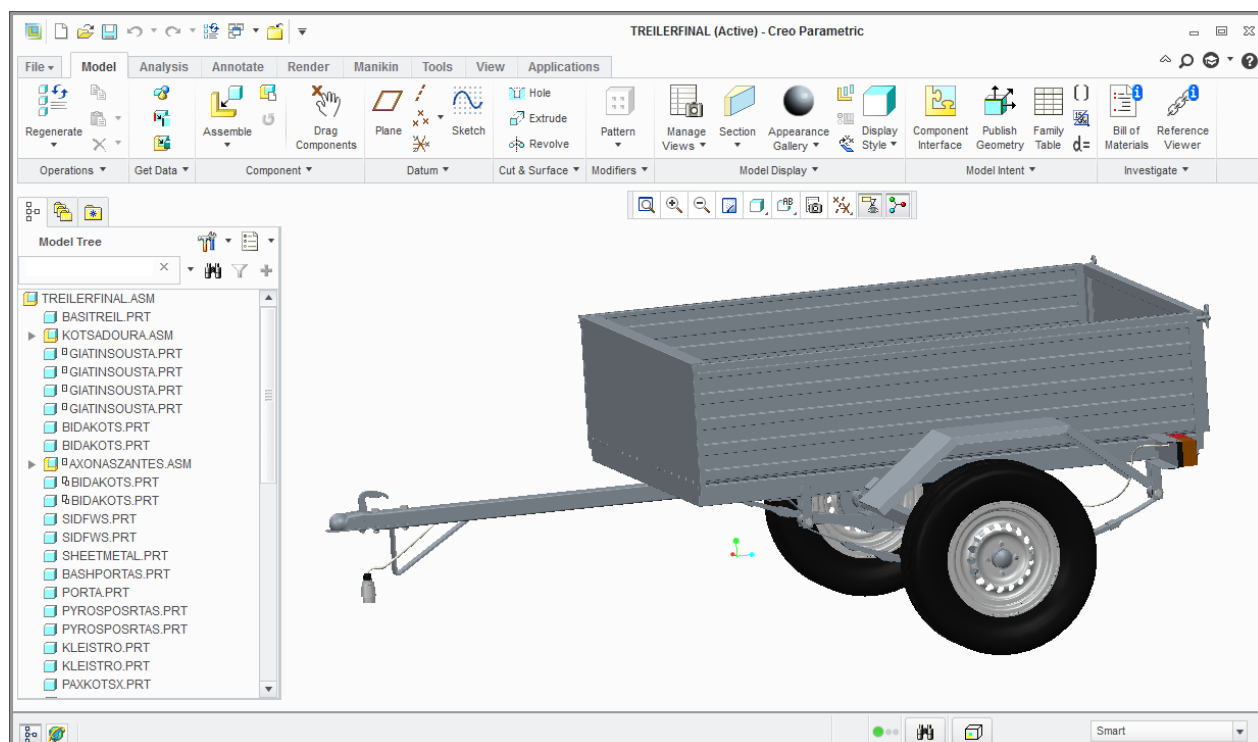 TREILERFINAL (Active) - Creo Parametric
File Model Analysis Annotate Render Manikin Tools View Applications
Regenerate
Assemble
Drag Components
Plane
Sketch
Hole
Extrude
Revolve
Pattern
Manage Views
Section
Appearance Gallery
Display Style
Component Interface
Publish Geometry
Family Table
d=
Bill of Materials
Reference Viewer
Operations Get Data Component Datum Cut & Surface Modifiers Model Display Model Intent Investigate
Model Tree
TREILERFINAL.ASM
BASITREIL.PRT
KOTSADOURA.ASM
GIATINSOUSTA.PRT
GIATINSOUSTA.PRT
GIATINSOUSTA.PRT
GIATINSOUSTA.PRT
BIDAKOTS.PRT
BIDAKOTS.PRT
AXONASZANTES.ASM
BIDAKOTS.PRT
BIDAKOTS.PRT
SIDFWS.PRT
SIDFWS.PRT
SHEETMETAL.PRT
BASHPORTAS.PRT
PORTA.PRT
PYROSPOSRTAS.PRT
PYROSPOSRTAS.PRT
KLEISTRO.PRT
KLEISTRO.PRT
PAXKOTSX.PRT
Smart